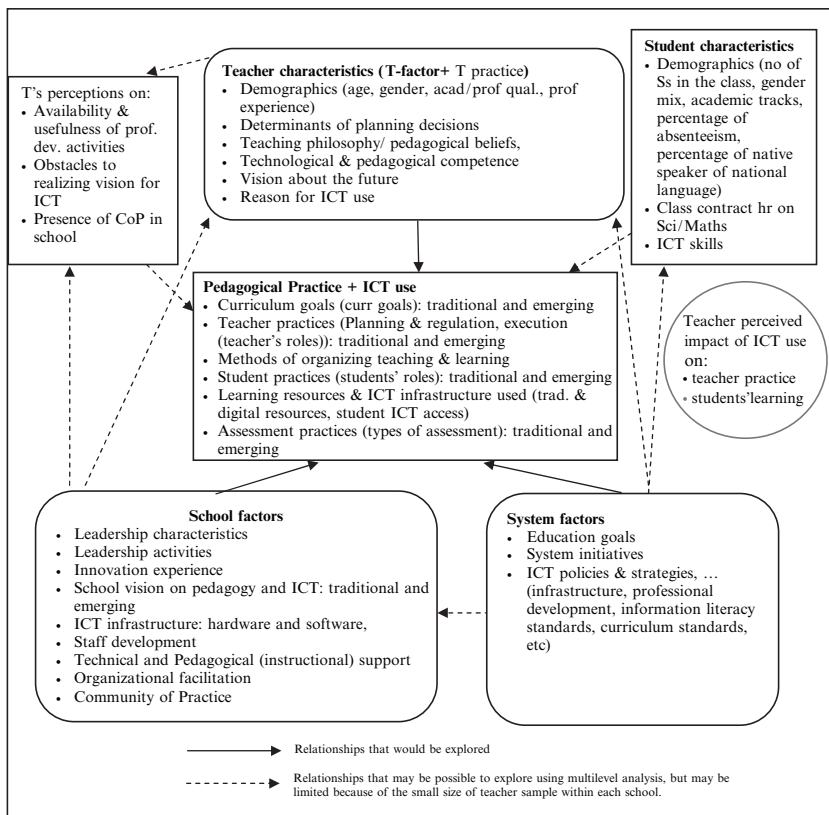 Teacher characteristics (T-factor+ T practice)
• Demographics (age, gender, acad/prof qual., prof
experience)
• Determinants of planning decisions
• Teaching philosophy/ pedagogical beliefs,
• Technological & pedagogical competence
• Vision about the future
• Reason for ICT use
T's perceptions on:
• Availability &
usefulness of prof.
dev. activities
• Obstacles to
realizing vision for
ICT
• Presence of CoP in
school
Student characteristics
• Demographics (no of
Ss in the class, gender
mix, academic tracks,
percentage of
absenteeism,
percentage of native
speaker of national
language)
• Class contract hr on
Sci/Maths
• ICT skills
Pedagogical Practice + ICT use
• Curriculum goals (curr goals): traditional and emerging
• Teacher practices (Planning & regulation, execution
(teacher's roles)): traditional and emerging
• Methods of organizing teaching & learning
• Student practices (students' roles): traditional and emerging
• Learning resources & ICT infrastructure used (trad. &
digital resources, student ICT access)
• Assessment practices (types of assessment): traditional and
emerging
Teacher perceived
impact of ICT use
on:
• teacher practice
• students'learning
School factors
• Leadership characteristics
• Leadership activities
• Innovation experience
• School vision on pedagogy and ICT: traditional and
emerging
• ICT infrastructure: hardware and software,
• Staff development
• Technical and Pedagogical (instructional) support
• Organizational facilitation
• Community of Practice
System factors
• Education goals
• System initiatives
• ICT policies & strategies, …
(infrastructure, professional
development, information literacy
standards, curriculum standards,
etc)
Relationships that would be explored
Relationships that may be possible to explore using multilevel analysis, but may be
limited because of the small size of teacher sample within each school.